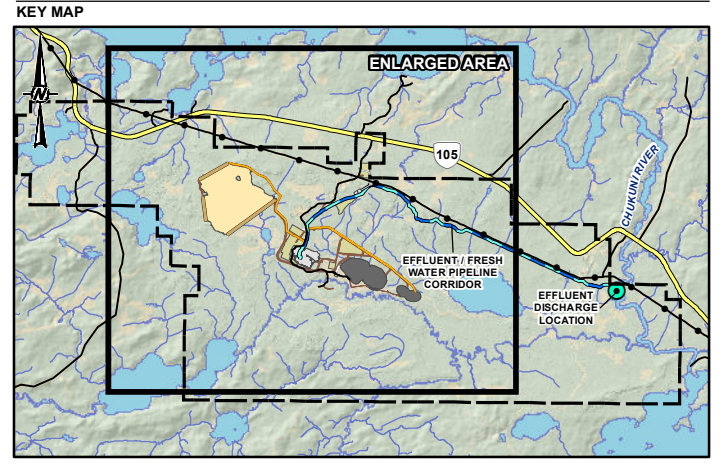 KEY MAP
ENLARGED AREA
N
105
CHUKUNI RIVER
EFFLUENT / FRESH
WATER PIPELINE
CORRIDOR
EFFLUENT
DISCHARGE
LOCATION